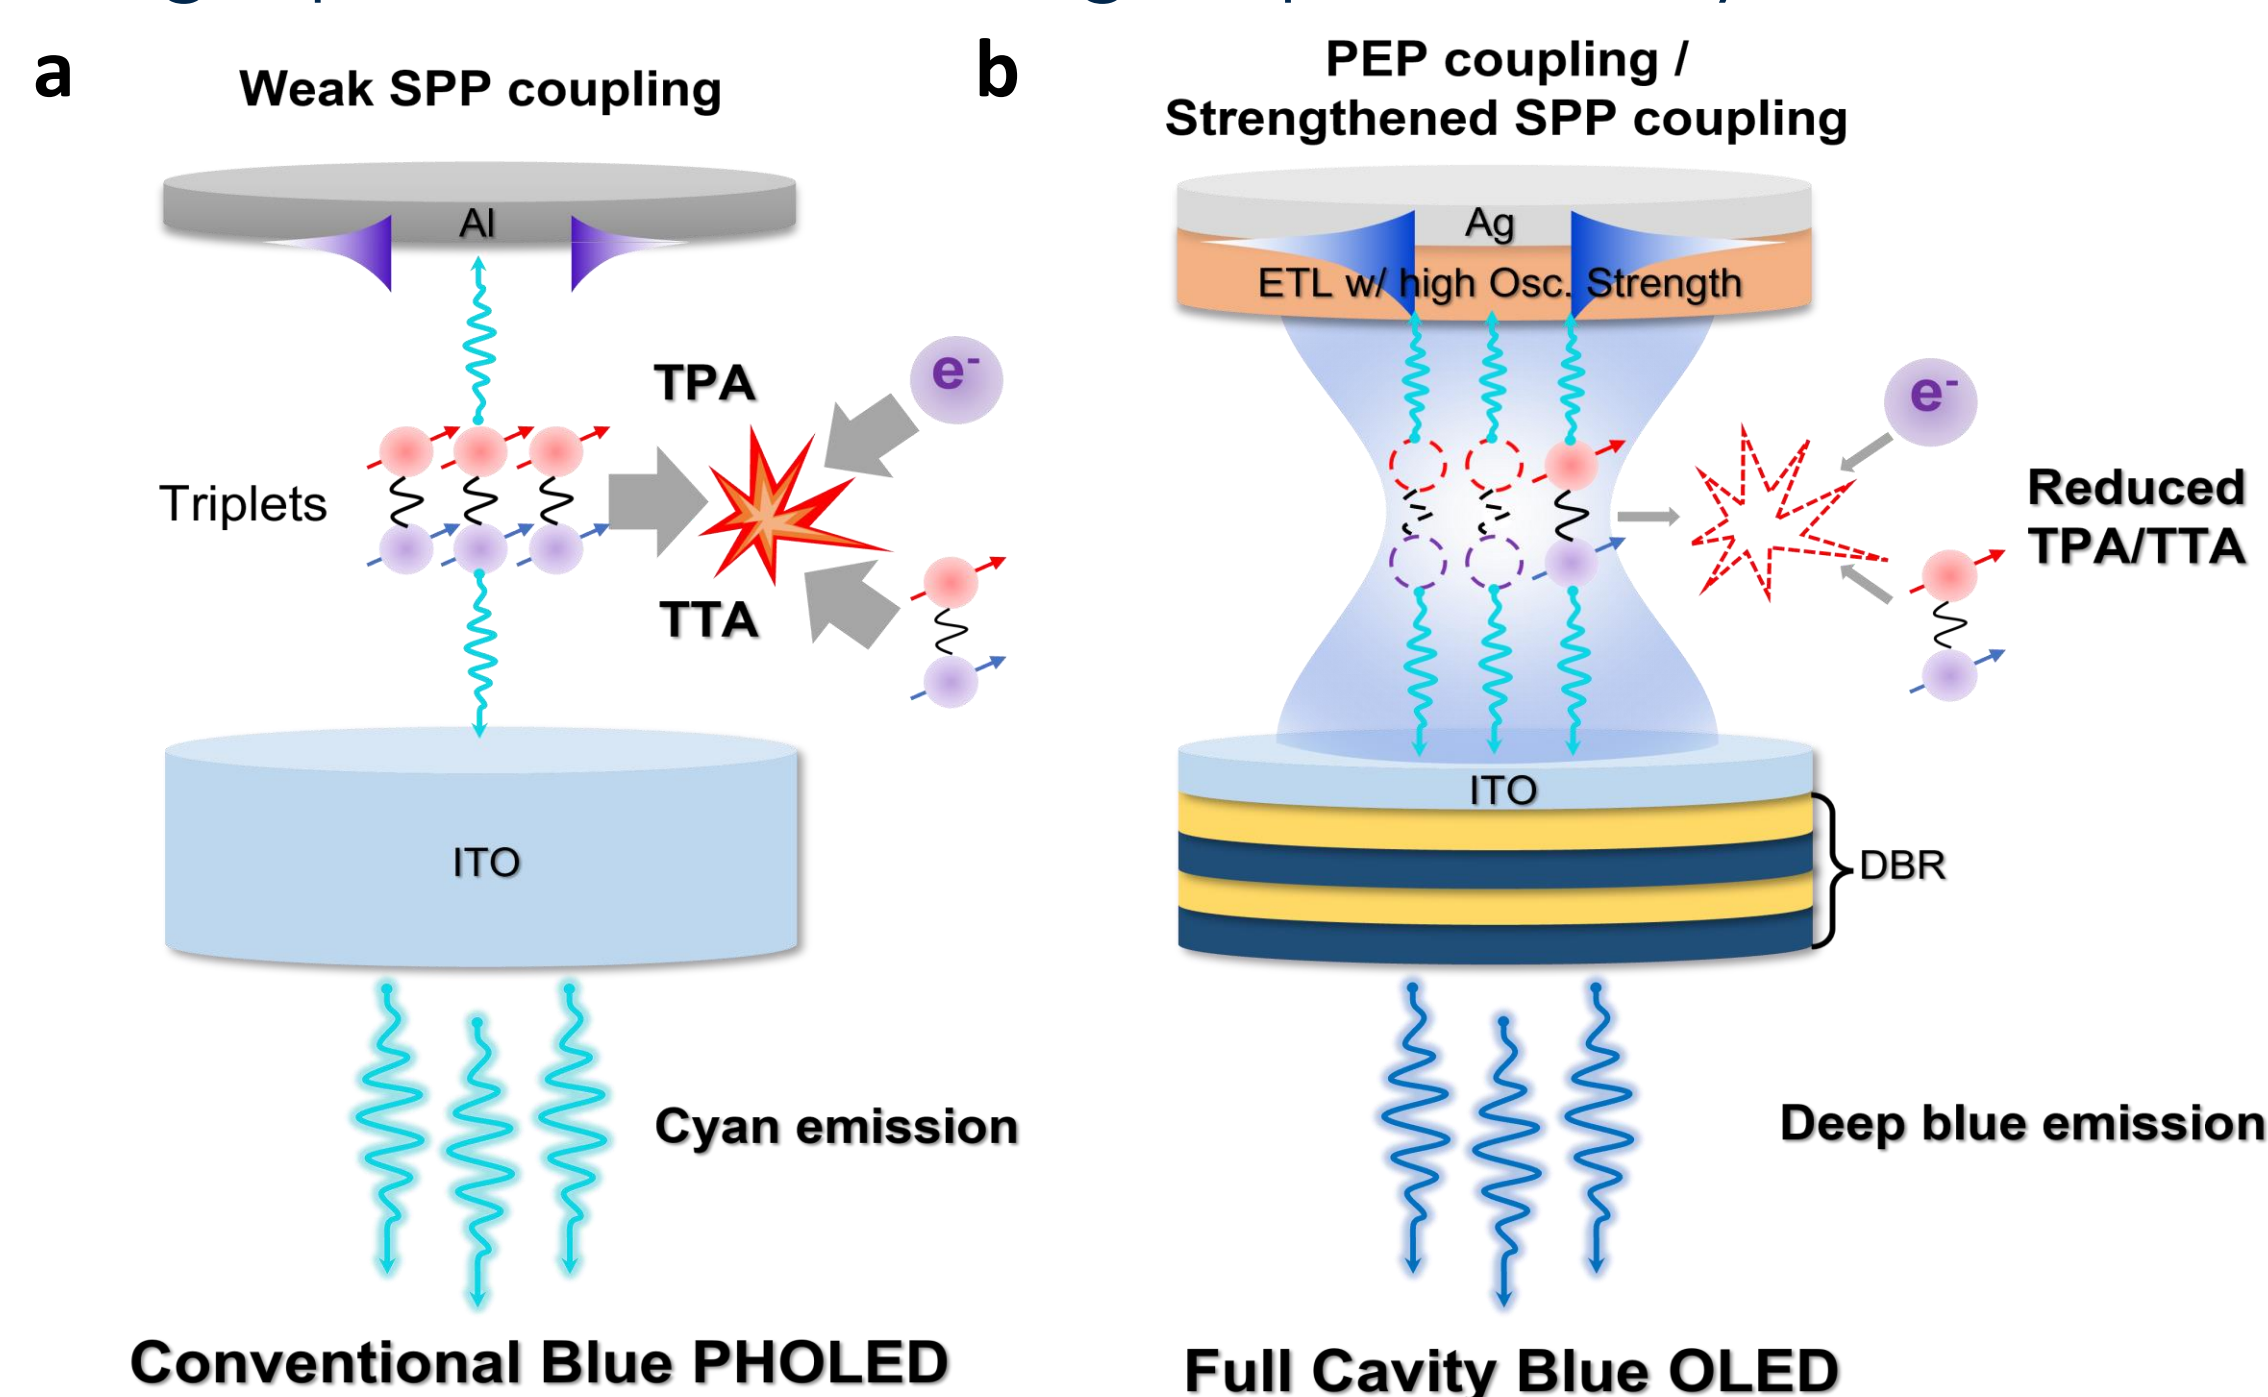 a
Weak SPP coupling
Al
TPA
e-
Triplets
TTA
ITO
Cyan emission
Conventional Blue PHOLED
b
PEP coupling /
Strengthened SPP coupling
Ag
ETL w/ high Osc. Strength
e-
Reduced
TPA/TTA
ITO
DBR
Deep blue emission
Full Cavity Blue OLED